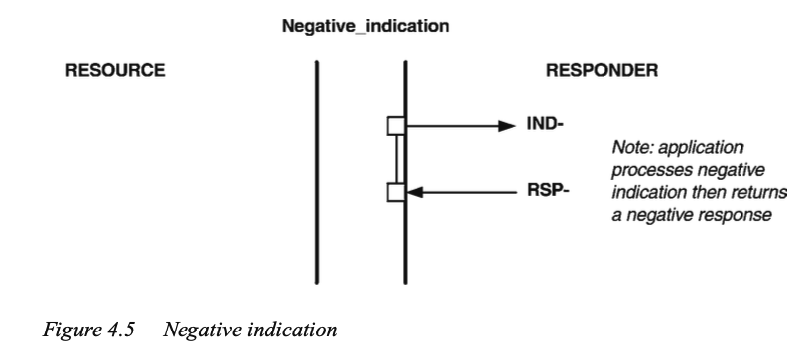 Negative_indication
RESOURCE
RESPONDER
IND-
Note: application
processes negative
indication then returns
a negative response
RSP-
Figure 4.5 Negative indication